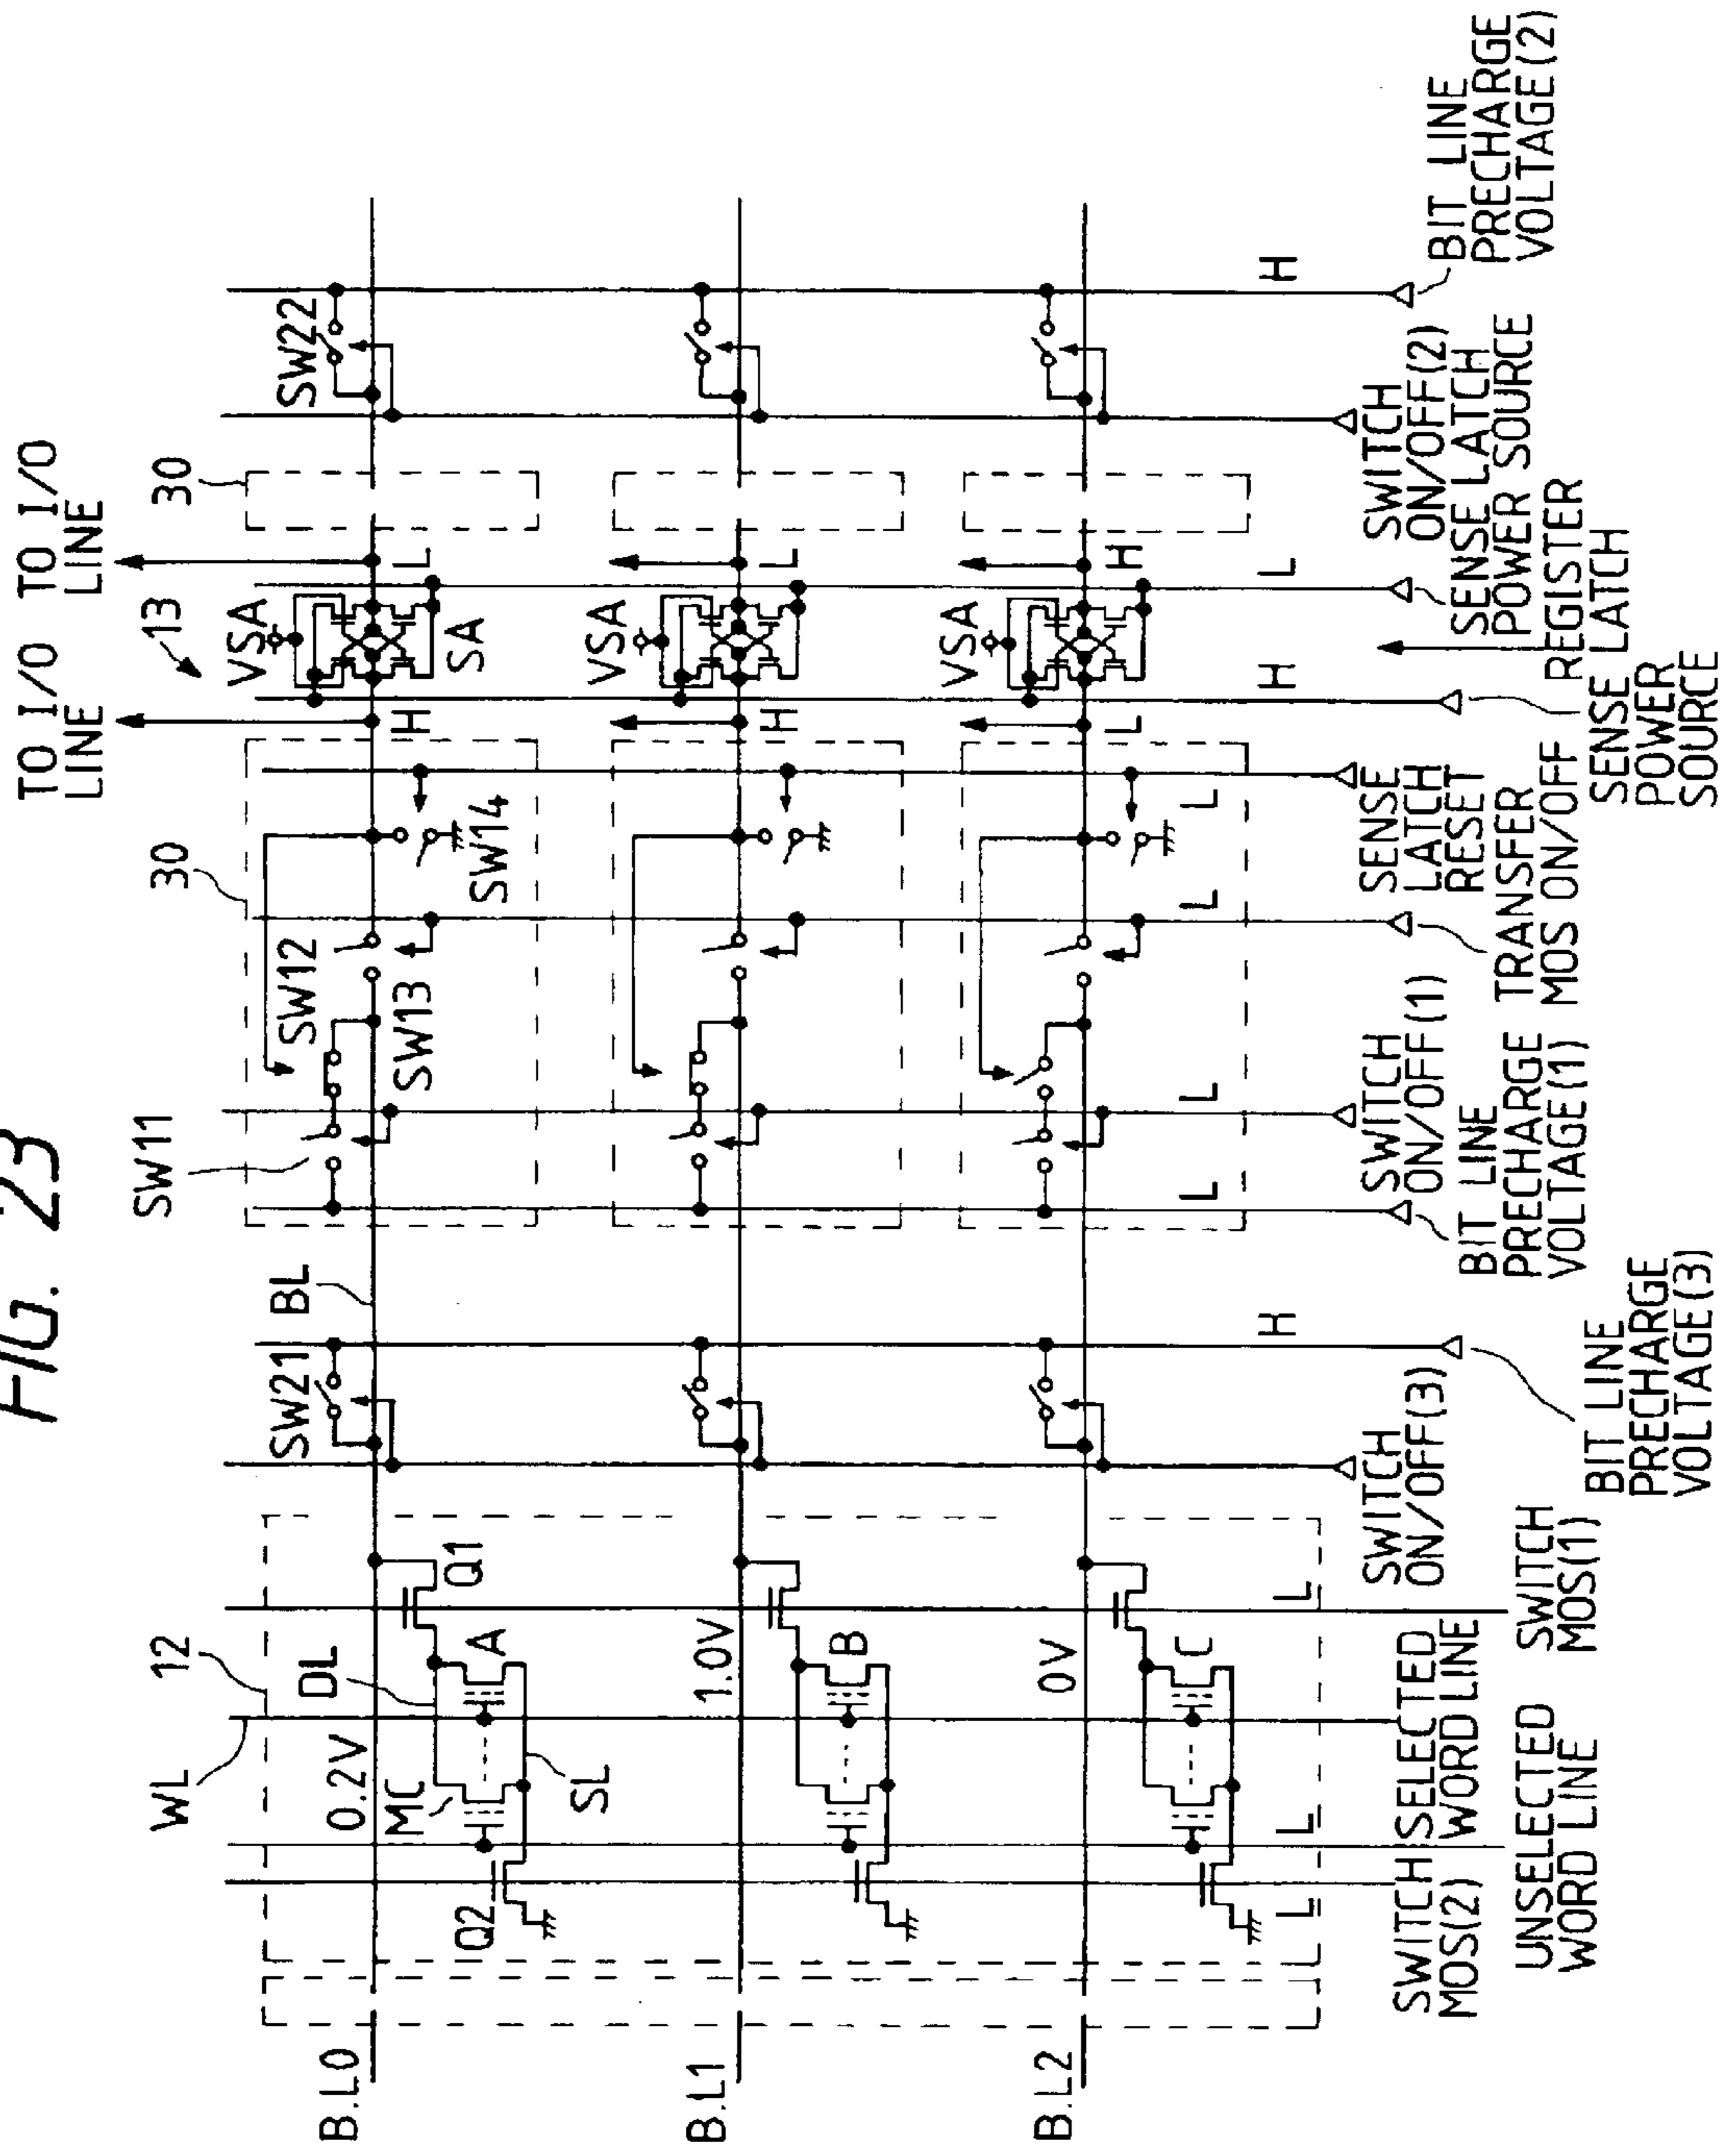 FIG. 23
TO I/O
LINE
TO I/O
LINE
13
30
30
SW11
SW12
SW13
SW14
VSA
SA
SW22
SW21
BL
12
WL
DL
0.2V
MC
SL
A
Q1
Q2
B.L0
H
L
VSA
1.0V
B
B.L1
H
L
VSA
0V
C
B.L2
L
H
L
L
L
H
L
L
L
L
H
L
H
SWITCH
MOS(2)
UNSELECTED
WORD LINE
SELECTED
WORD LINE
SWITCH
MOS(1)
SWITCH
ON/OFF(3)
BIT LINE
PRECHARGE
VOLTAGE(3)
BIT LINE
PRECHARGE
VOLTAGE(1)
SWITCH
ON/OFF(1)
TRANSFER
MOS ON/OFF
SENSE
LATCH
RESET
SENSE LATCH
POWER
SOURCE
REGISTER
SENSE LATCH
POWER SOURCE
SWITCH
ON/OFF(2)
BIT LINE
PRECHARGE
VOLTAGE(2)